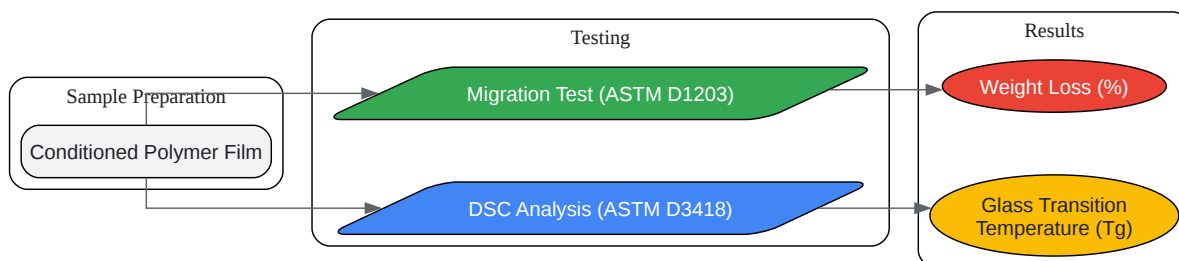 Testing
Results
Sample Preparation
Migration Test (ASTM D1203)
Weight Loss (%)
Conditioned Polymer Film
DSC Analysis (ASTM D3418)
Glass Transition
Temperature (Tg)